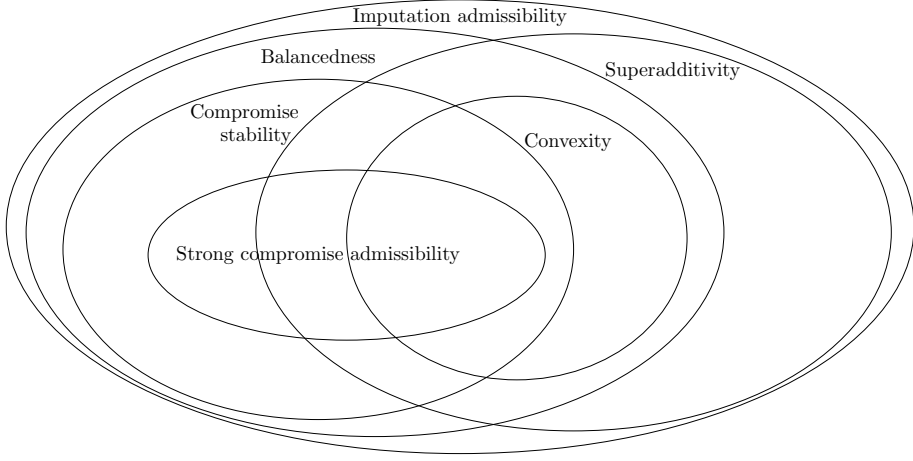 Imputation admissibility
Balancedness
Superadditivity
Compromise
stability
Convexity
Strong compromise admissibility